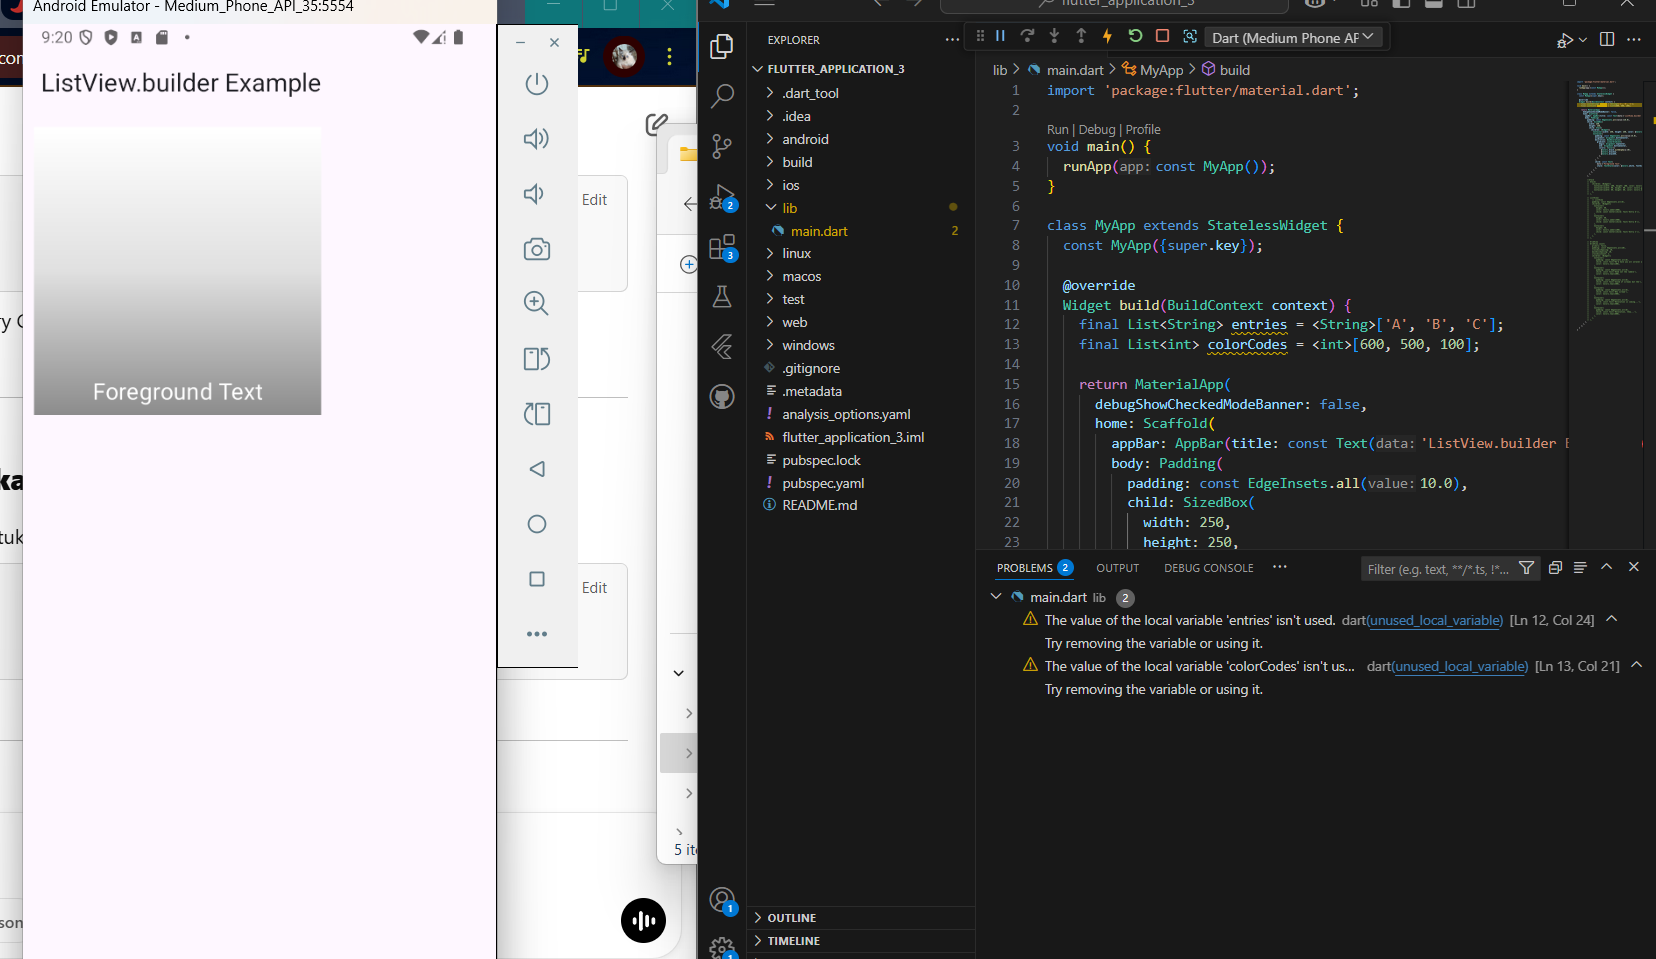 Android Emulator - Medium_Phone_API_35:5554
9:20
ListView.builder Example
Foreground Text
Edit
Edit
EXPLORER
FLUTTER_APPLICATION_3
.dart_tool
.idea
android
build
ios
lib
main.dart 2
linux
macos
test
web
windows
.gitignore
.metadata
analysis_options.yaml
flutter_application_3.iml
pubspec.lock
pubspec.yaml
README.md
OUTLINE
TIMELINE
2
3
1
1
flutter_application_3
Dart (Medium Phone AF
lib > main.dart > MyApp > build
1 import 'package:flutter/material.dart';
2
Run | Debug | Profile
3 void main() {
4 runApp(app: const MyApp());
5 }
6
7 class MyApp extends StatelessWidget {
8 const MyApp({super.key});
9
10 @override
11 Widget build(BuildContext context) {
12 final List<String> entries = <String>['A', 'B', 'C'];
13 final List<int> colorCodes = <int>[600, 500, 100];
14
15 return MaterialApp(
16 debugShowCheckedModeBanner: false,
17 home: Scaffold(
18 appBar: AppBar(title: const Text(data: 'ListView.builder E
19 body: Padding(
20 padding: const EdgeInsets.all(value: 10.0),
21 child: SizedBox(
22 width: 250,
23 height: 250,
PROBLEMS 2 OUTPUT DEBUG CONSOLE ...
Filter (e.g. text, **/*.ts, !*...
main.dart lib 2
The value of the local variable 'entries' isn't used. dart(unused_local_variable) [Ln 12, Col 24]
Try removing the variable or using it.
The value of the local variable 'colorCodes' isn't us... dart(unused_local_variable) [Ln 13, Col 21]
Try removing the variable or using it.